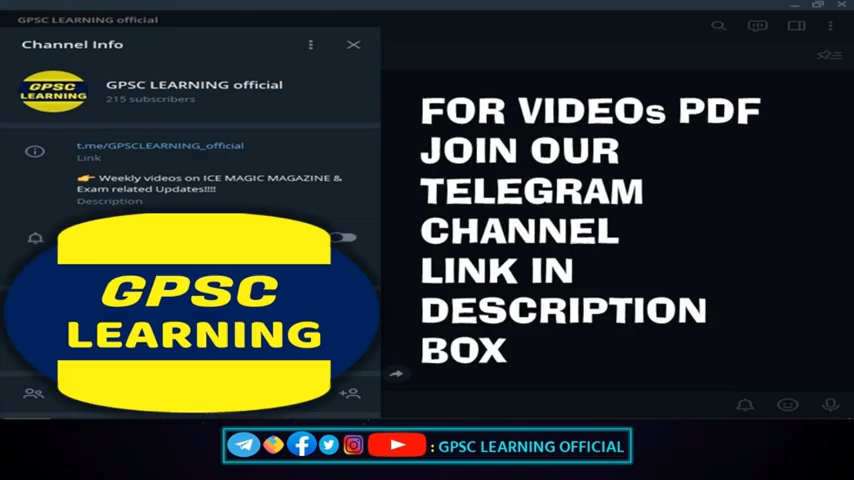 GPSC LEARNING official
Channel Info
GPSC LEARNING
GPSC LEARNING official
215 subscribers
t.me/GPSCLEARNING_official
Link
👉 Weekly videos on ICE MAGIC MAGAZINE &
Exam related Updates!!!!
Description
GPSC
LEARNING
FOR VIDEOs PDF
JOIN OUR
TELEGRAM
CHANNEL
LINK IN
DESCRIPTION
BOX
: GPSC LEARNING OFFICIAL